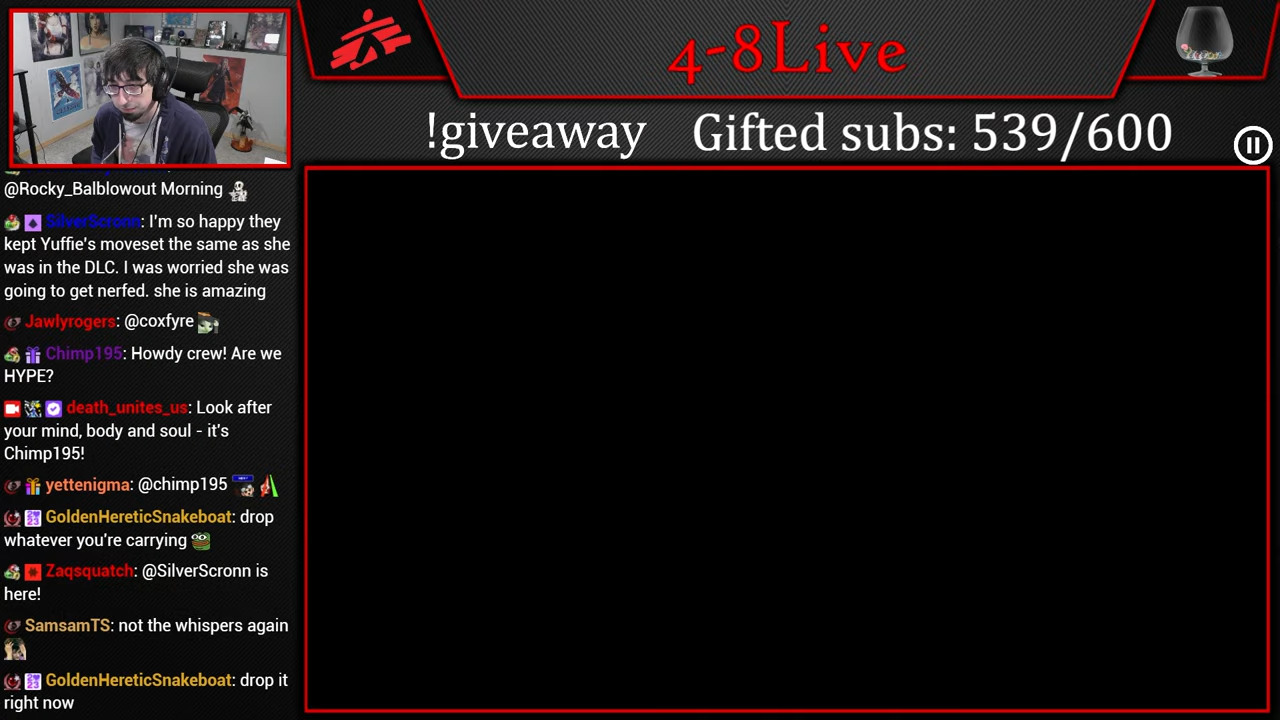 4-8Live
!giveaway Gifted subs: 539/600
@Rocky_Balblowout Morning
SilverScronn: I'm so happy they
kept Yuffie's moveset the same as she
was in the DLC. I was worried she was
going to get nerfed. she is amazing
Jawlyrogers: @coxfyre
Chimp195: Howdy crew! Are we
HYPE?
death_unites_us: Look after
your mind, body and soul - it's
Chimp195!
yettenigma: @chimp195
GoldenHereticSnakeboat: drop
whatever you're carrying
Zaqsquatch: @SilverScronn is
here!
SamsamTS: not the whispers again
GoldenHereticSnakeboat: drop it
right now